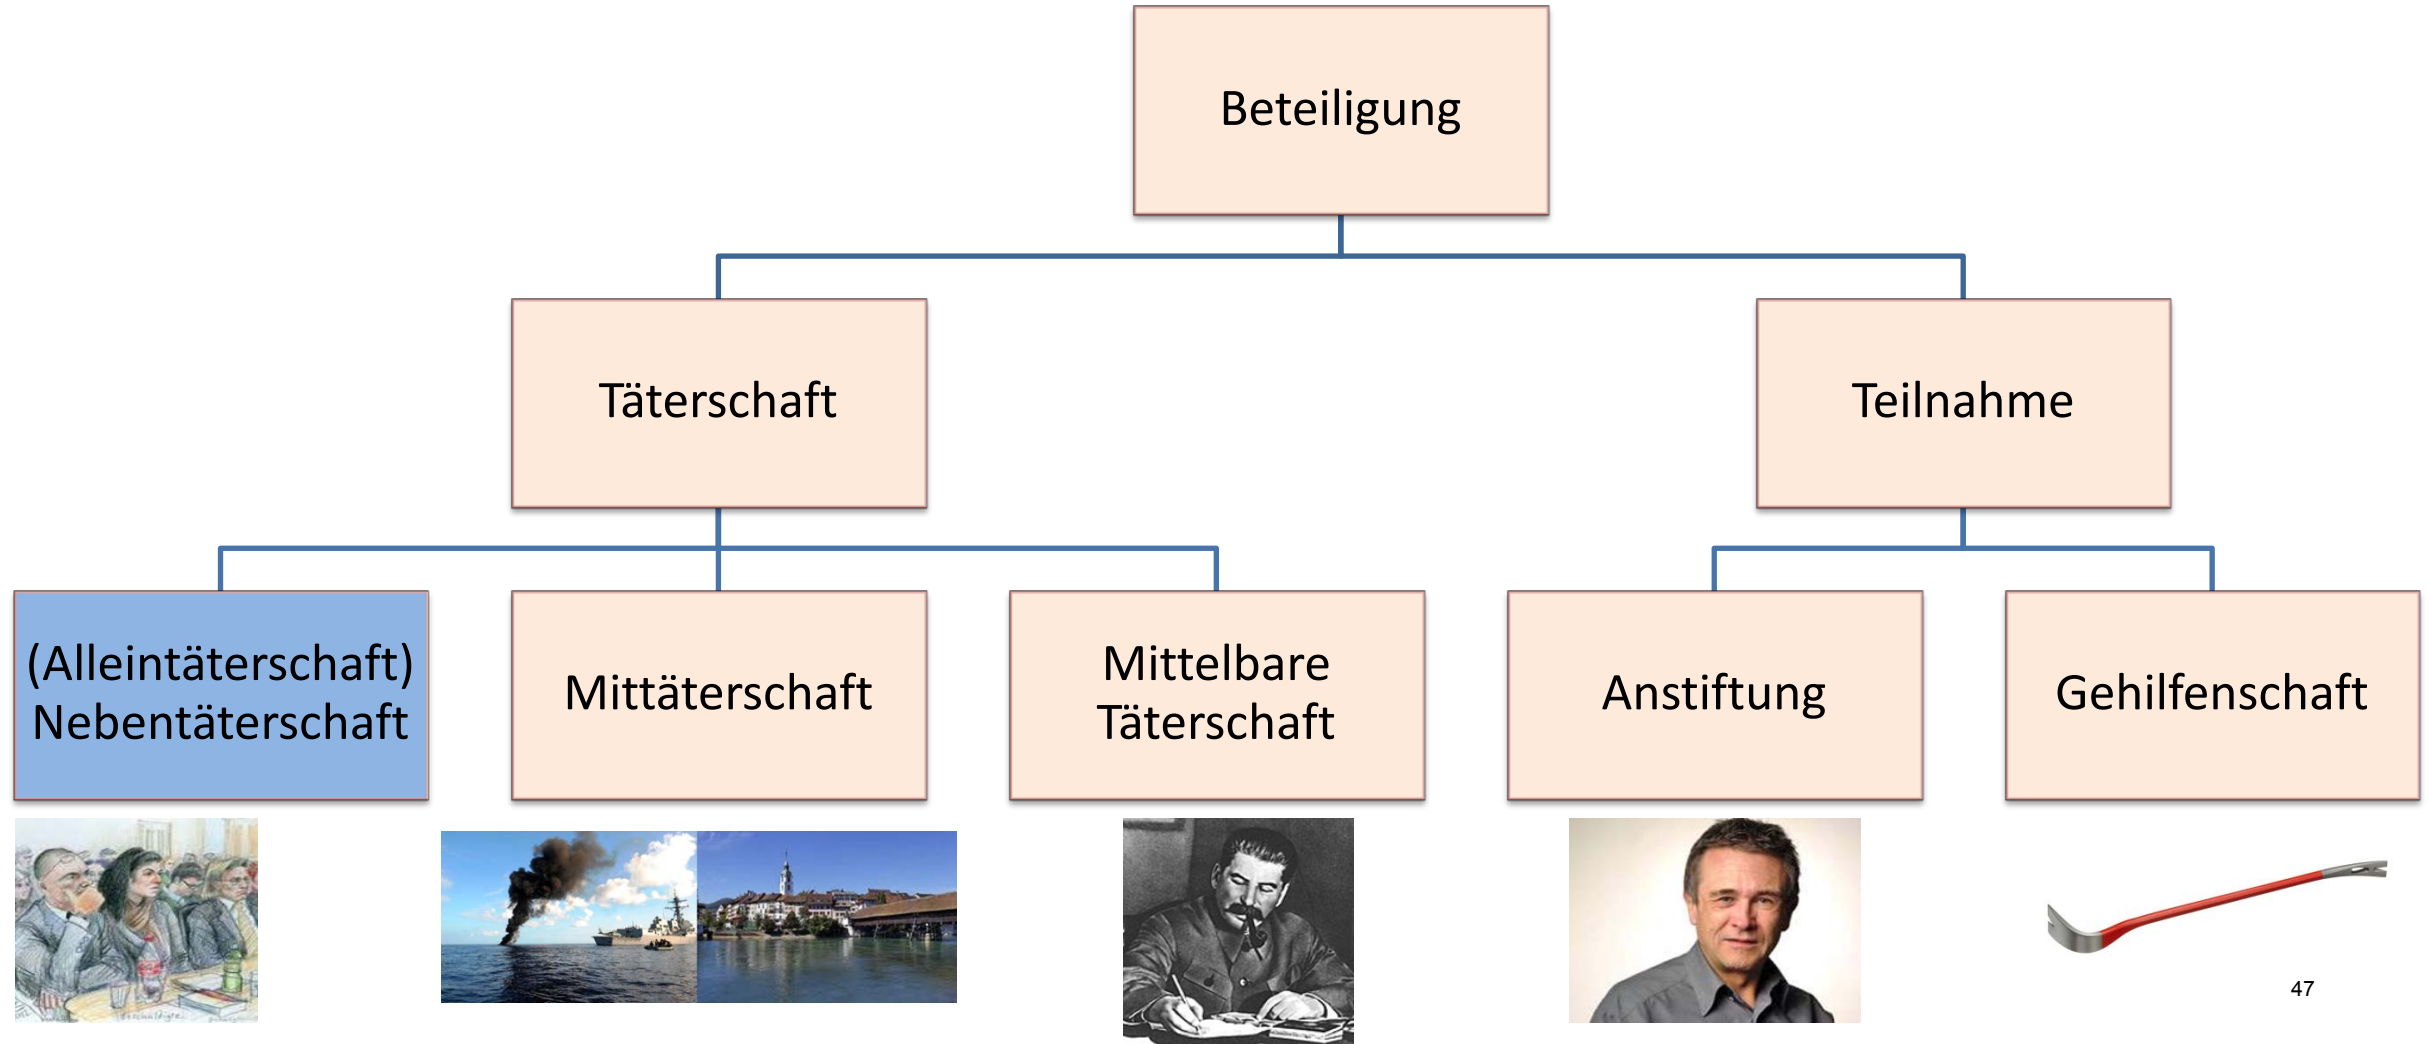 Beteiligung
Täterschaft
Teilnahme
(Alleintäterschaft)
Nebentäterschaft
Mittäterschaft
Mittelbare
Täterschaft
Anstiftung
Gehilfenschaft
47